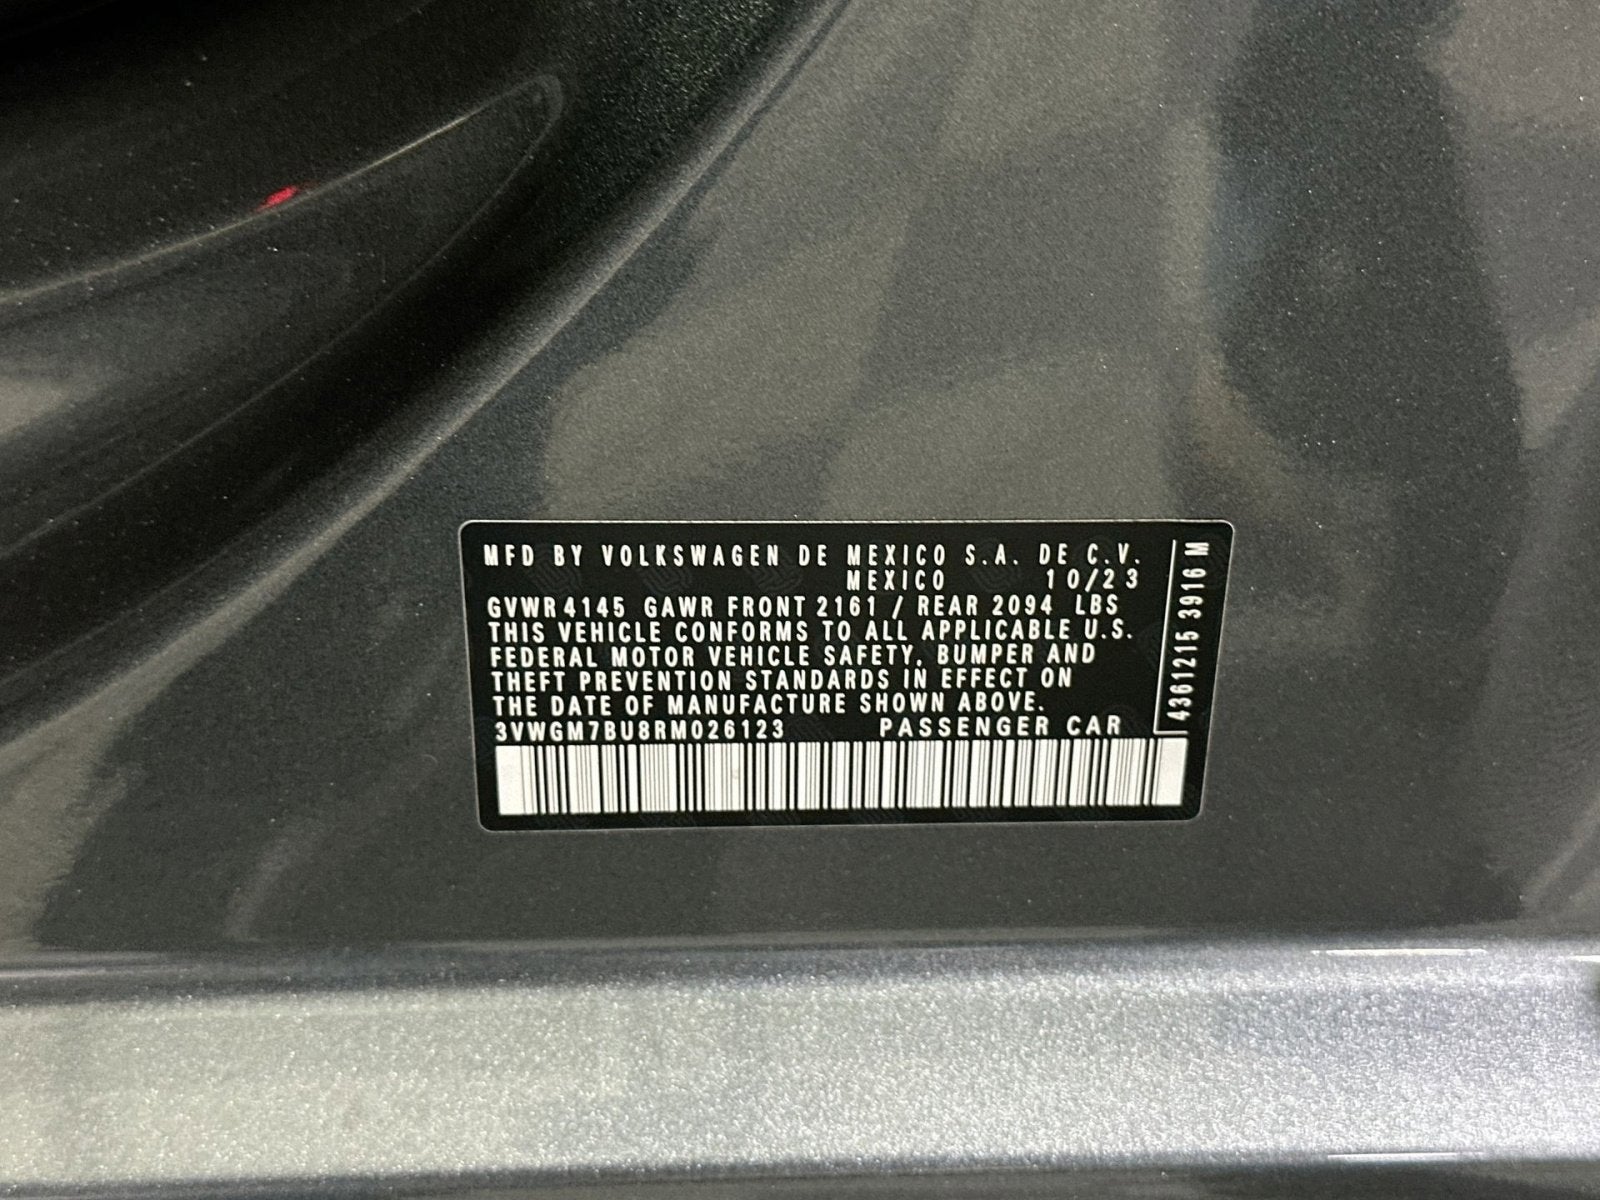 MFD BY VOLKSWAGEN DE MEXICO S.A. DE C.V.
MEXICO 10/23
GVWR 4145 GAWR FRONT 2161 / REAR 2094 LBS
THIS VEHICLE CONFORMS TO ALL APPLICABLE U.S.
FEDERAL MOTOR VEHICLE SAFETY, BUMPER AND
THEFT PREVENTION STANDARDS IN EFFECT ON
THE DATE OF MANUFACTURE SHOWN ABOVE.
3VWGM7BU8RM026123 PASSENGER CAR
4361215 3916 M